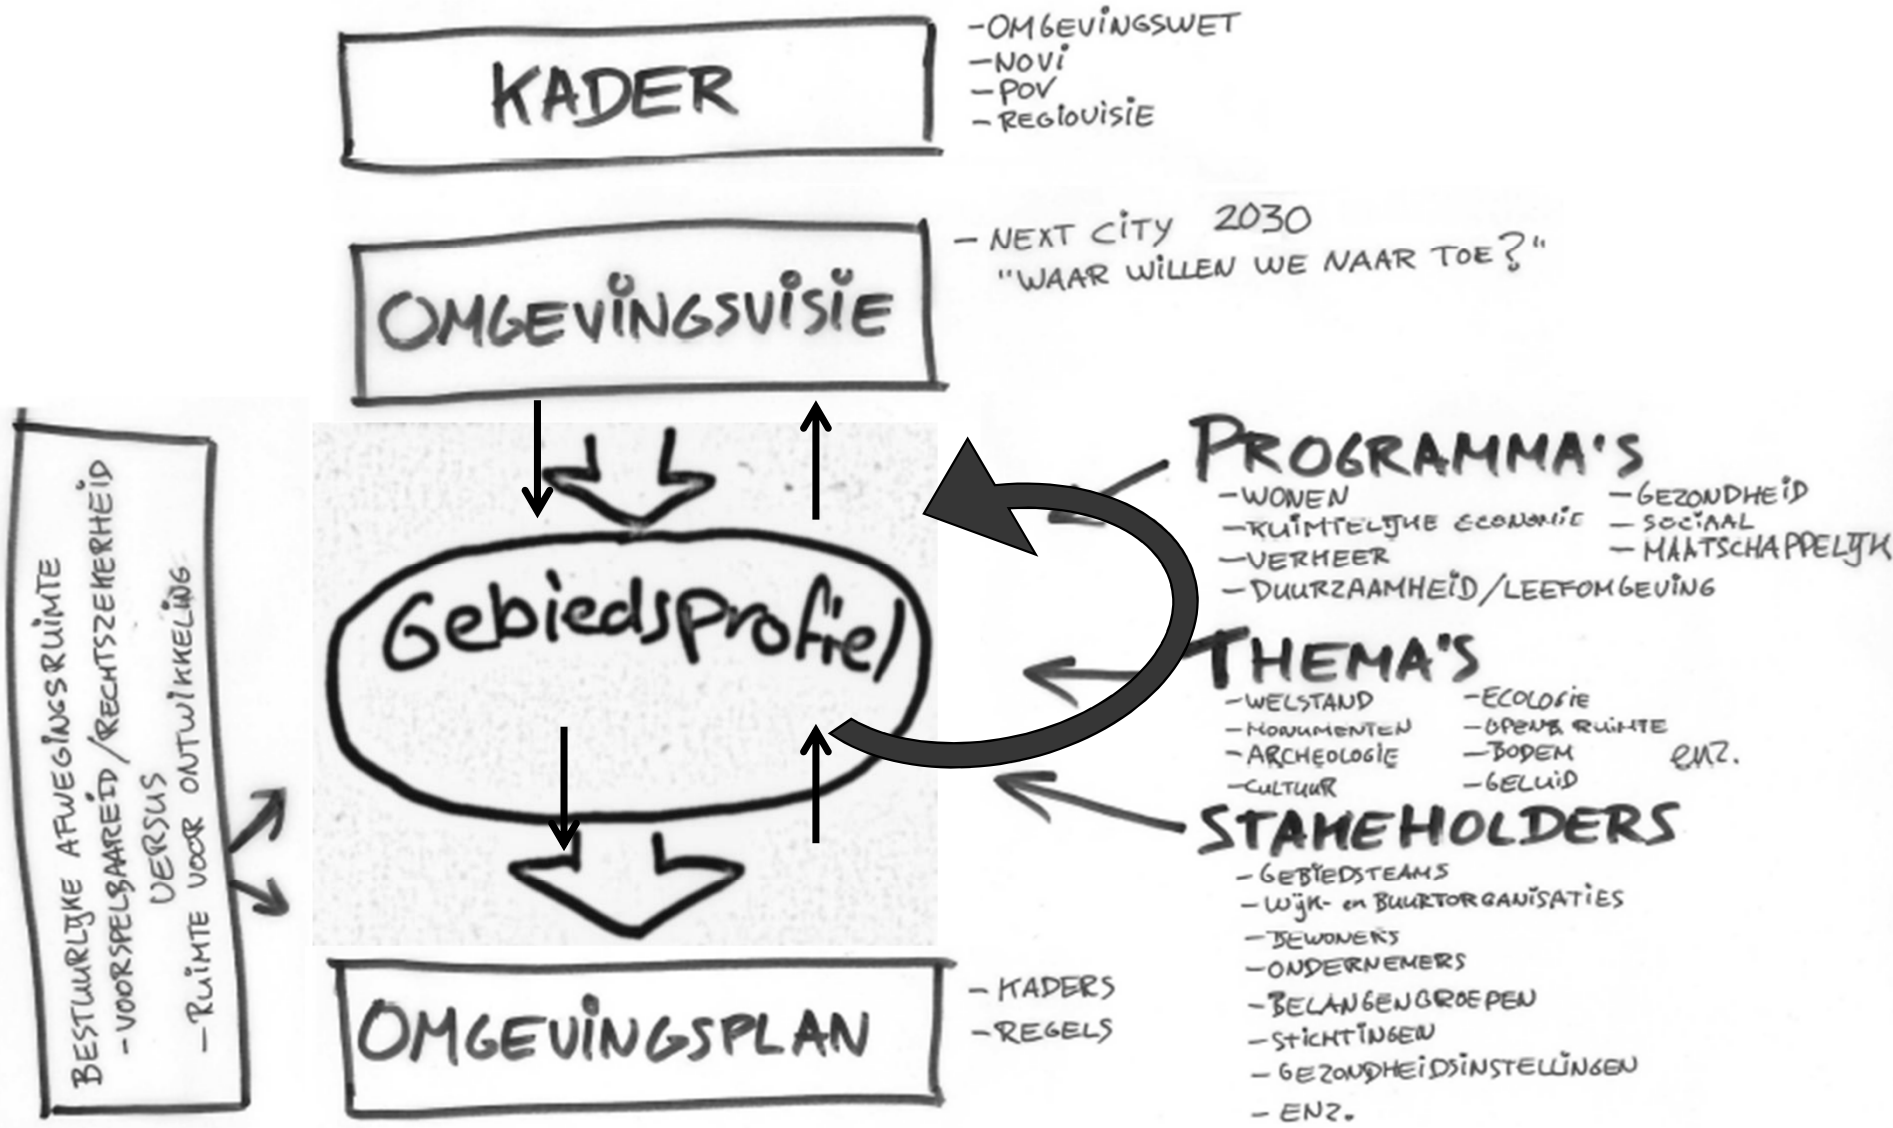 KADER
- OMGEVINGSWET
- NOVI
- POV
- REGIOVISIE
OMGEVINGSVISIE
- NEXT CITY 2030
"WAAR WILLEN WE NAAR TOE?"
BESTUURLIJKE AFWEGINGSRUIMTE
- VOORSPELBAAREID/RECHTSZEKERHEID
VERSUS
- RUIMTE VOOR ONTWIKKELING
Gebiedsprofiel
PROGRAMMA'S
- WONEN
- RUIMTELIJKE ECONOMIE
- VERKEER
- DUURZAAMHEID/LEEFOMGEVING
- GEZONDHEID
- SOCIAAL
- MAATSCHAPPELIJK
THEMA'S
- WELSTAND
- MONUMENTEN
- ARCHEOLOGIE
- CULTUUR
- ECOLOGIE
- OPENB RUIMTE
- BODEM
- GELUID
enz.
STAKEHOLDERS
- GEBIEDSTEAMS
- WIJK- en BUURTORGANISATIES
- BEWONERS
- ONDERNEMERS
- BELANGENGROEPEN
- STICHTINGEN
- GEZONDHEIDSINSTELLINGEN
- ENZ.
OMGEVINGSPLAN
- KADERS
- REGELS